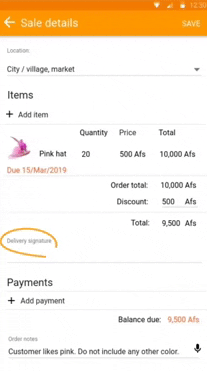 12:30
Sale details
SAVE
Location:
City / village, market
Items
+ Add item
Quantity Price Total
Pink hat 20 500 Afs 10,000 Afs
Due 15/Mar/2019
Order total: 10,000 Afs
Discount: 500 Afs
Total: 9,500 Afs
Delivery signature
Payments
+ Add payment
Balance due: 9,500 Afs
Order notes
Customer likes pink. Do not include any other color.